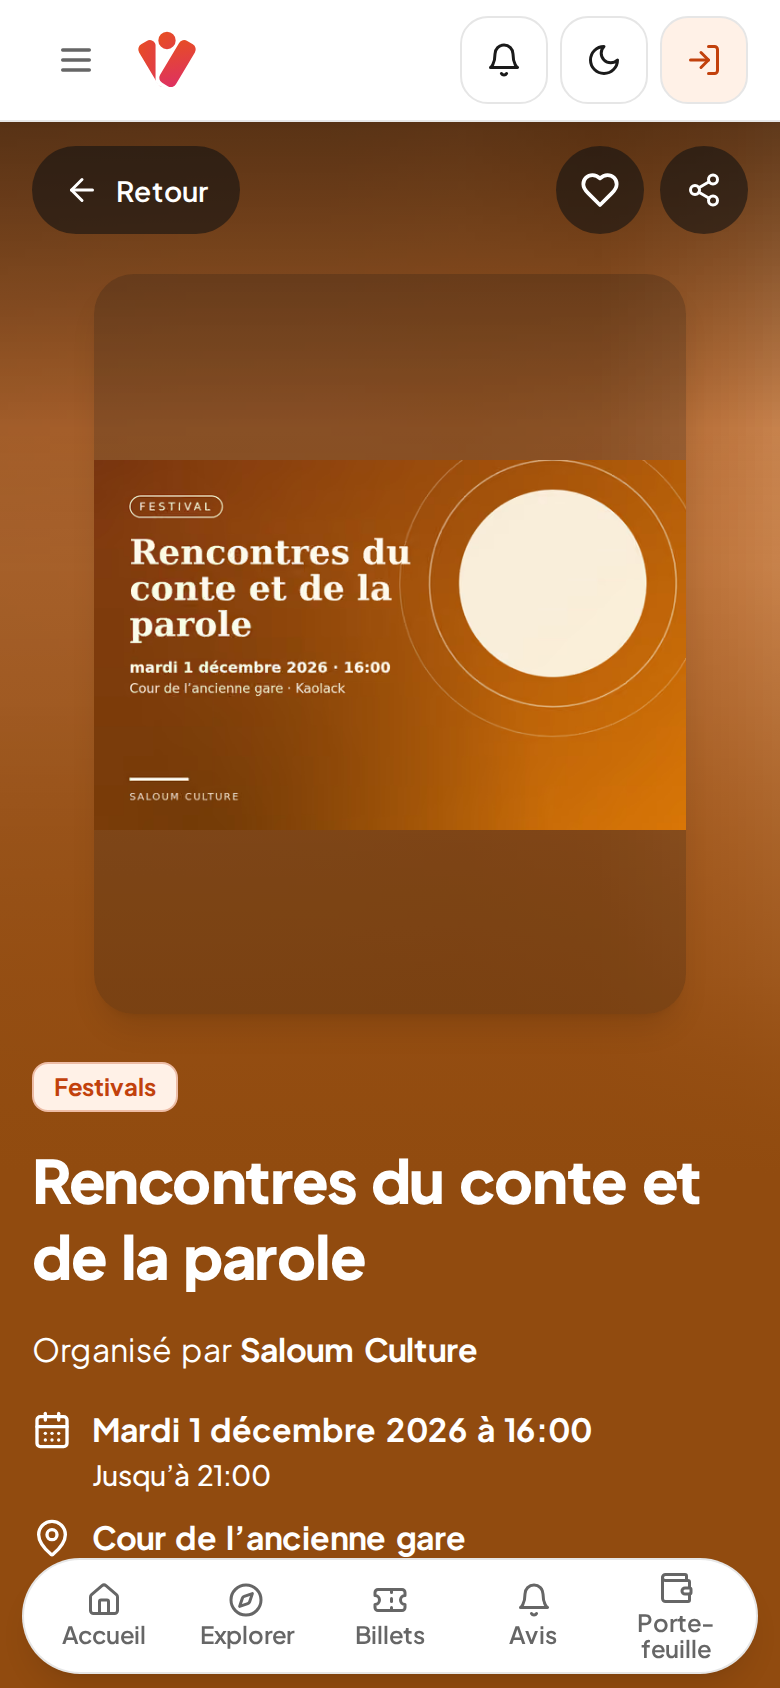 Retour
FESTIVAL
Rencontres du
conte et de la
parole
mardi 1 décembre 2026 · 16:00
Cour de l’ancienne gare · Kaolack
SALOUM CULTURE
Festivals
Rencontres du conte et
de la parole
Organisé par Saloum Culture
Mardi 1 décembre 2026 à 16:00
Jusqu’à 21:00
Cour de l’ancienne gare
Accueil
Explorer
Billets
Avis
Porte-
feuille